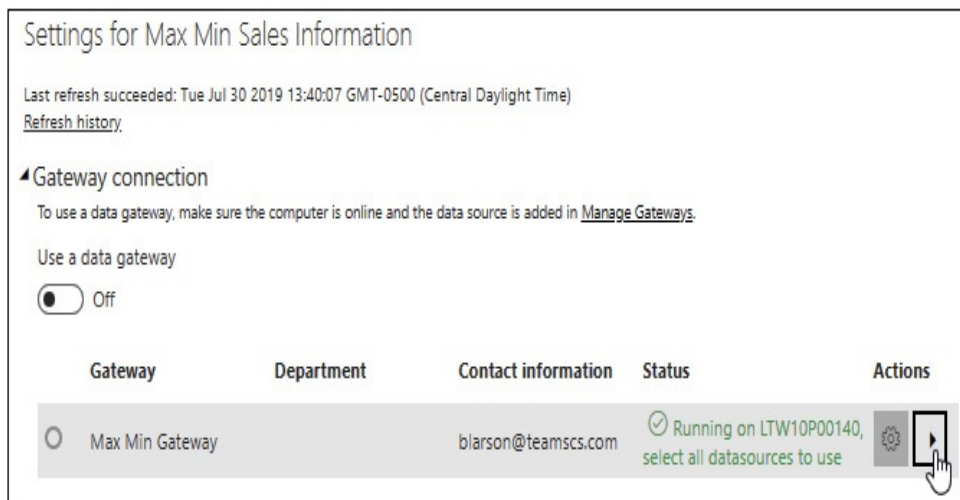 Settings for Max Min Sales Information
Last refresh succeeded: Tue Jul 30 2019 13:40:07 GMT-0500 (Central Daylight Time)
Refresh history
Gateway connection
To use a data gateway, make sure the computer is online and the data source is added in Manage Gateways.
Use a data gateway
Off
Gateway Department Contact information Status Actions
Max Min Gateway blarson@teamscs.com Running on LTW10P00140,
select all datasources to use